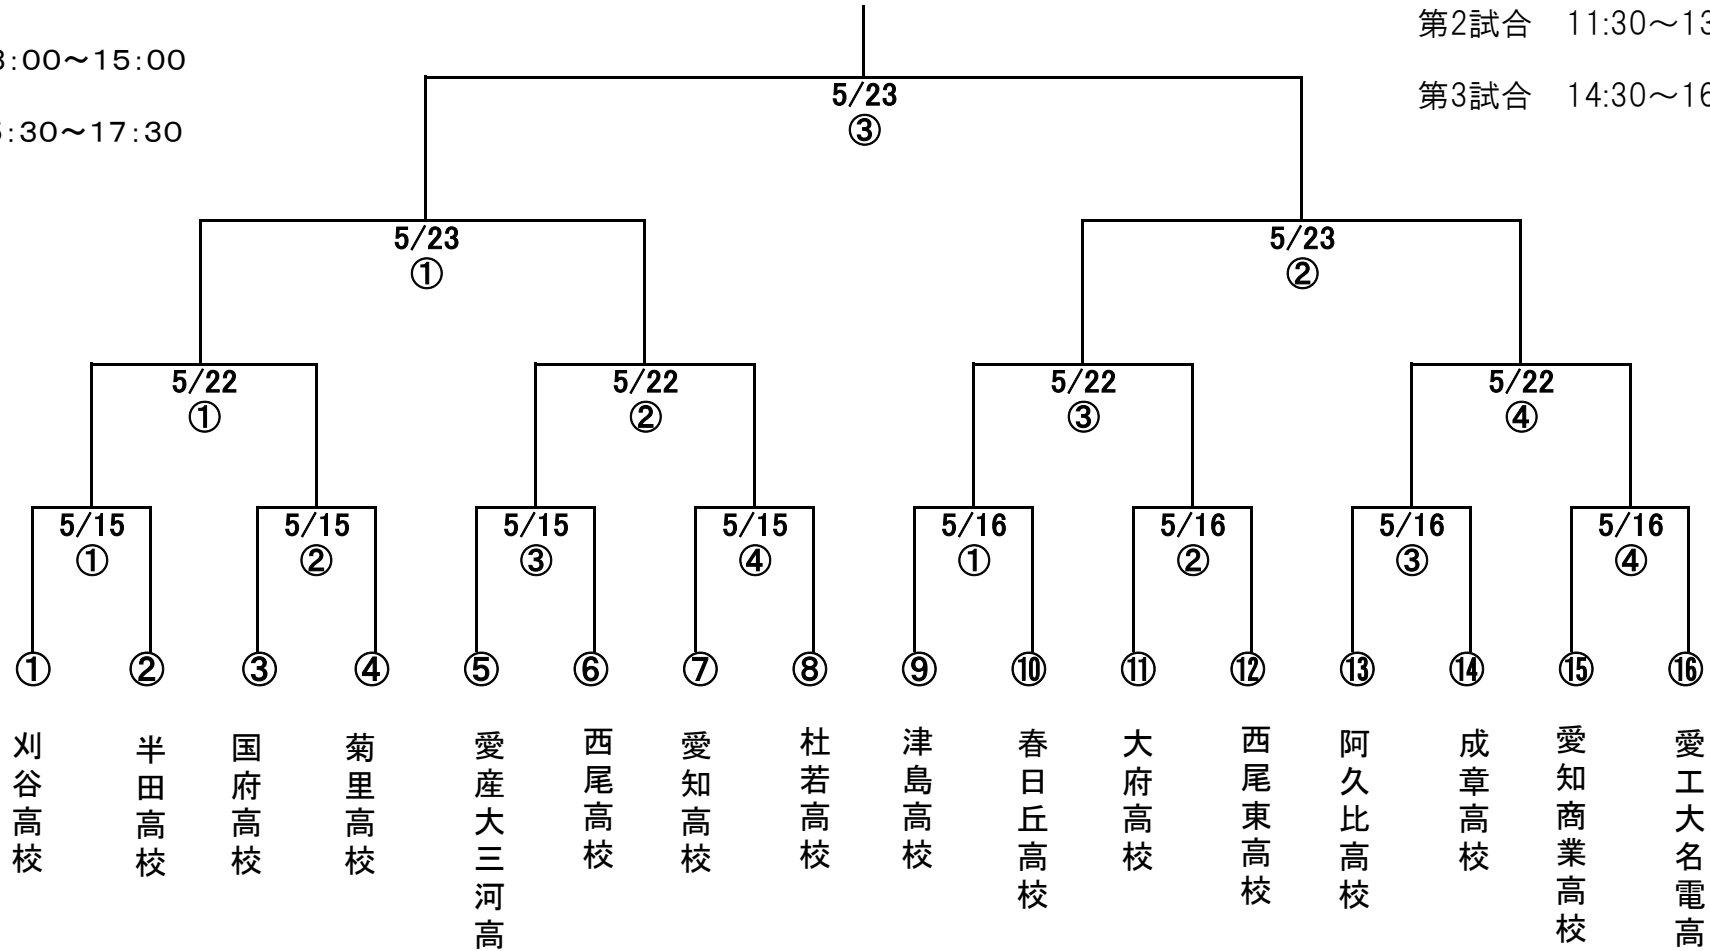 第2試合 11:30～13
3:00～15:00
5/23
③
第3試合 14:30～16
:30～17:30
5/23
①
5/23
②
5/22
①
5/22
②
5/22
③
5/22
④
5/15
①
5/15
②
5/15
③
5/15
④
5/16
①
5/16
②
5/16
③
5/16
④
① ② ③ ④ ⑤ ⑥ ⑦ ⑧ ⑨ ⑩ ⑪ ⑫ ⑬ ⑭ ⑮ ⑯
刈谷高校
半田高校
国府高校
菊里高校
愛産大三河高
西尾高校
愛知高校
杜若高校
津島高校
春日丘高校
大府高校
西尾東高校
阿久比高校
成章高校
愛知商業高校
愛工大名電高